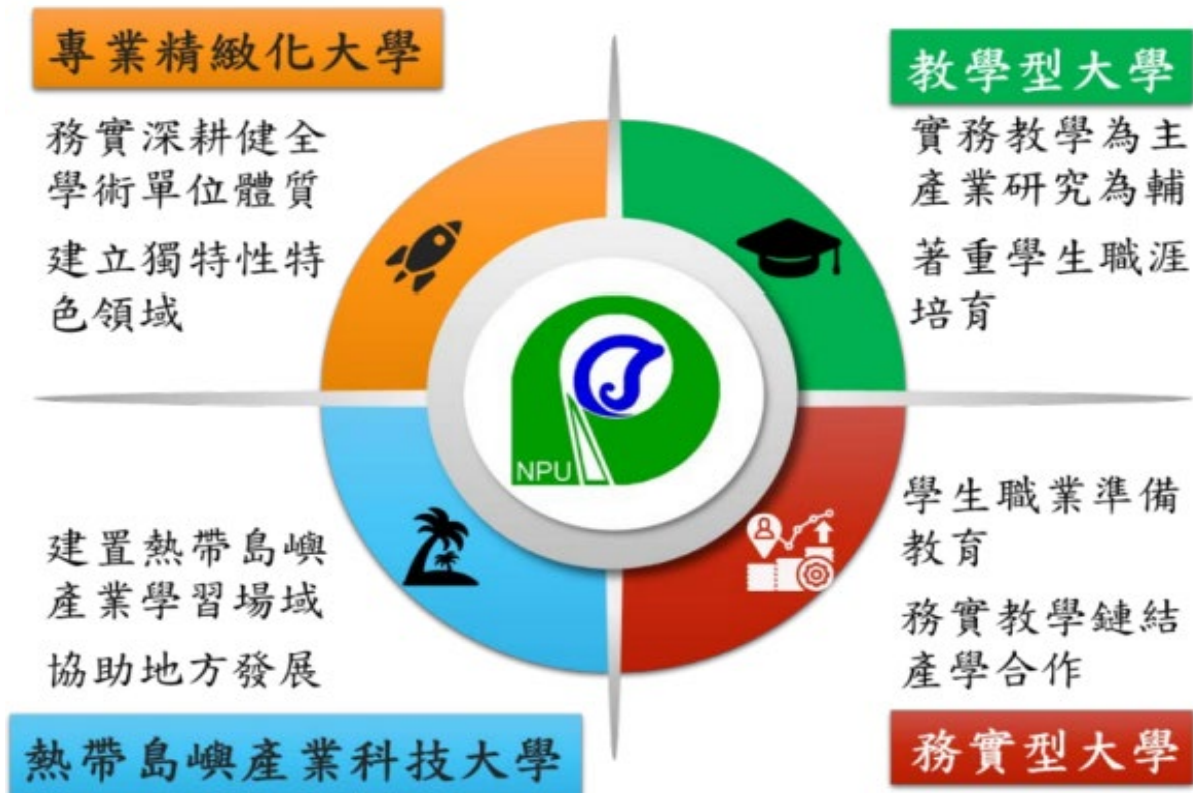 專業精緻化大學
務實深耕健全
學術單位體質
建立獨特性特
色領域
教學型大學
實務教學為主
產業研究為輔
著重學生職涯
培育
NPU
建置熱帶島嶼
產業學習場域
協助地方發展
熱帶島嶼產業科技大學
學生職業準備
教育
務實教學鏈結
產學合作
務實型大學